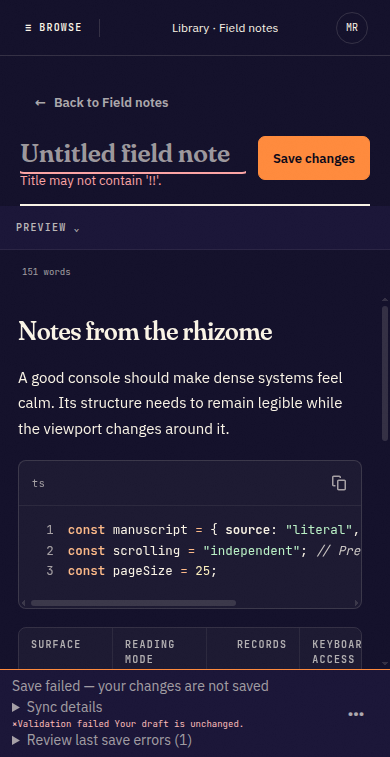 ≡ BROWSE
Library · Field notes
MR
← Back to Field notes
Untitled field note
Save changes
Title may not contain '!!'.
PREVIEW ⌄
151 words
Notes from the rhizome
A good console should make dense systems feel
calm. Its structure needs to remain legible while
the viewport changes around it.
ts
1 const manuscript = { source: "literal",
2 const scrolling = "independent"; // Pre
3 const pageSize = 25;
SURFACE READING MODE RECORDS KEYBOAR ACCESS
Save failed — your changes are not saved
▶ Sync details
×Validation failed Your draft is unchanged.
•••
▶ Review last save errors (1)